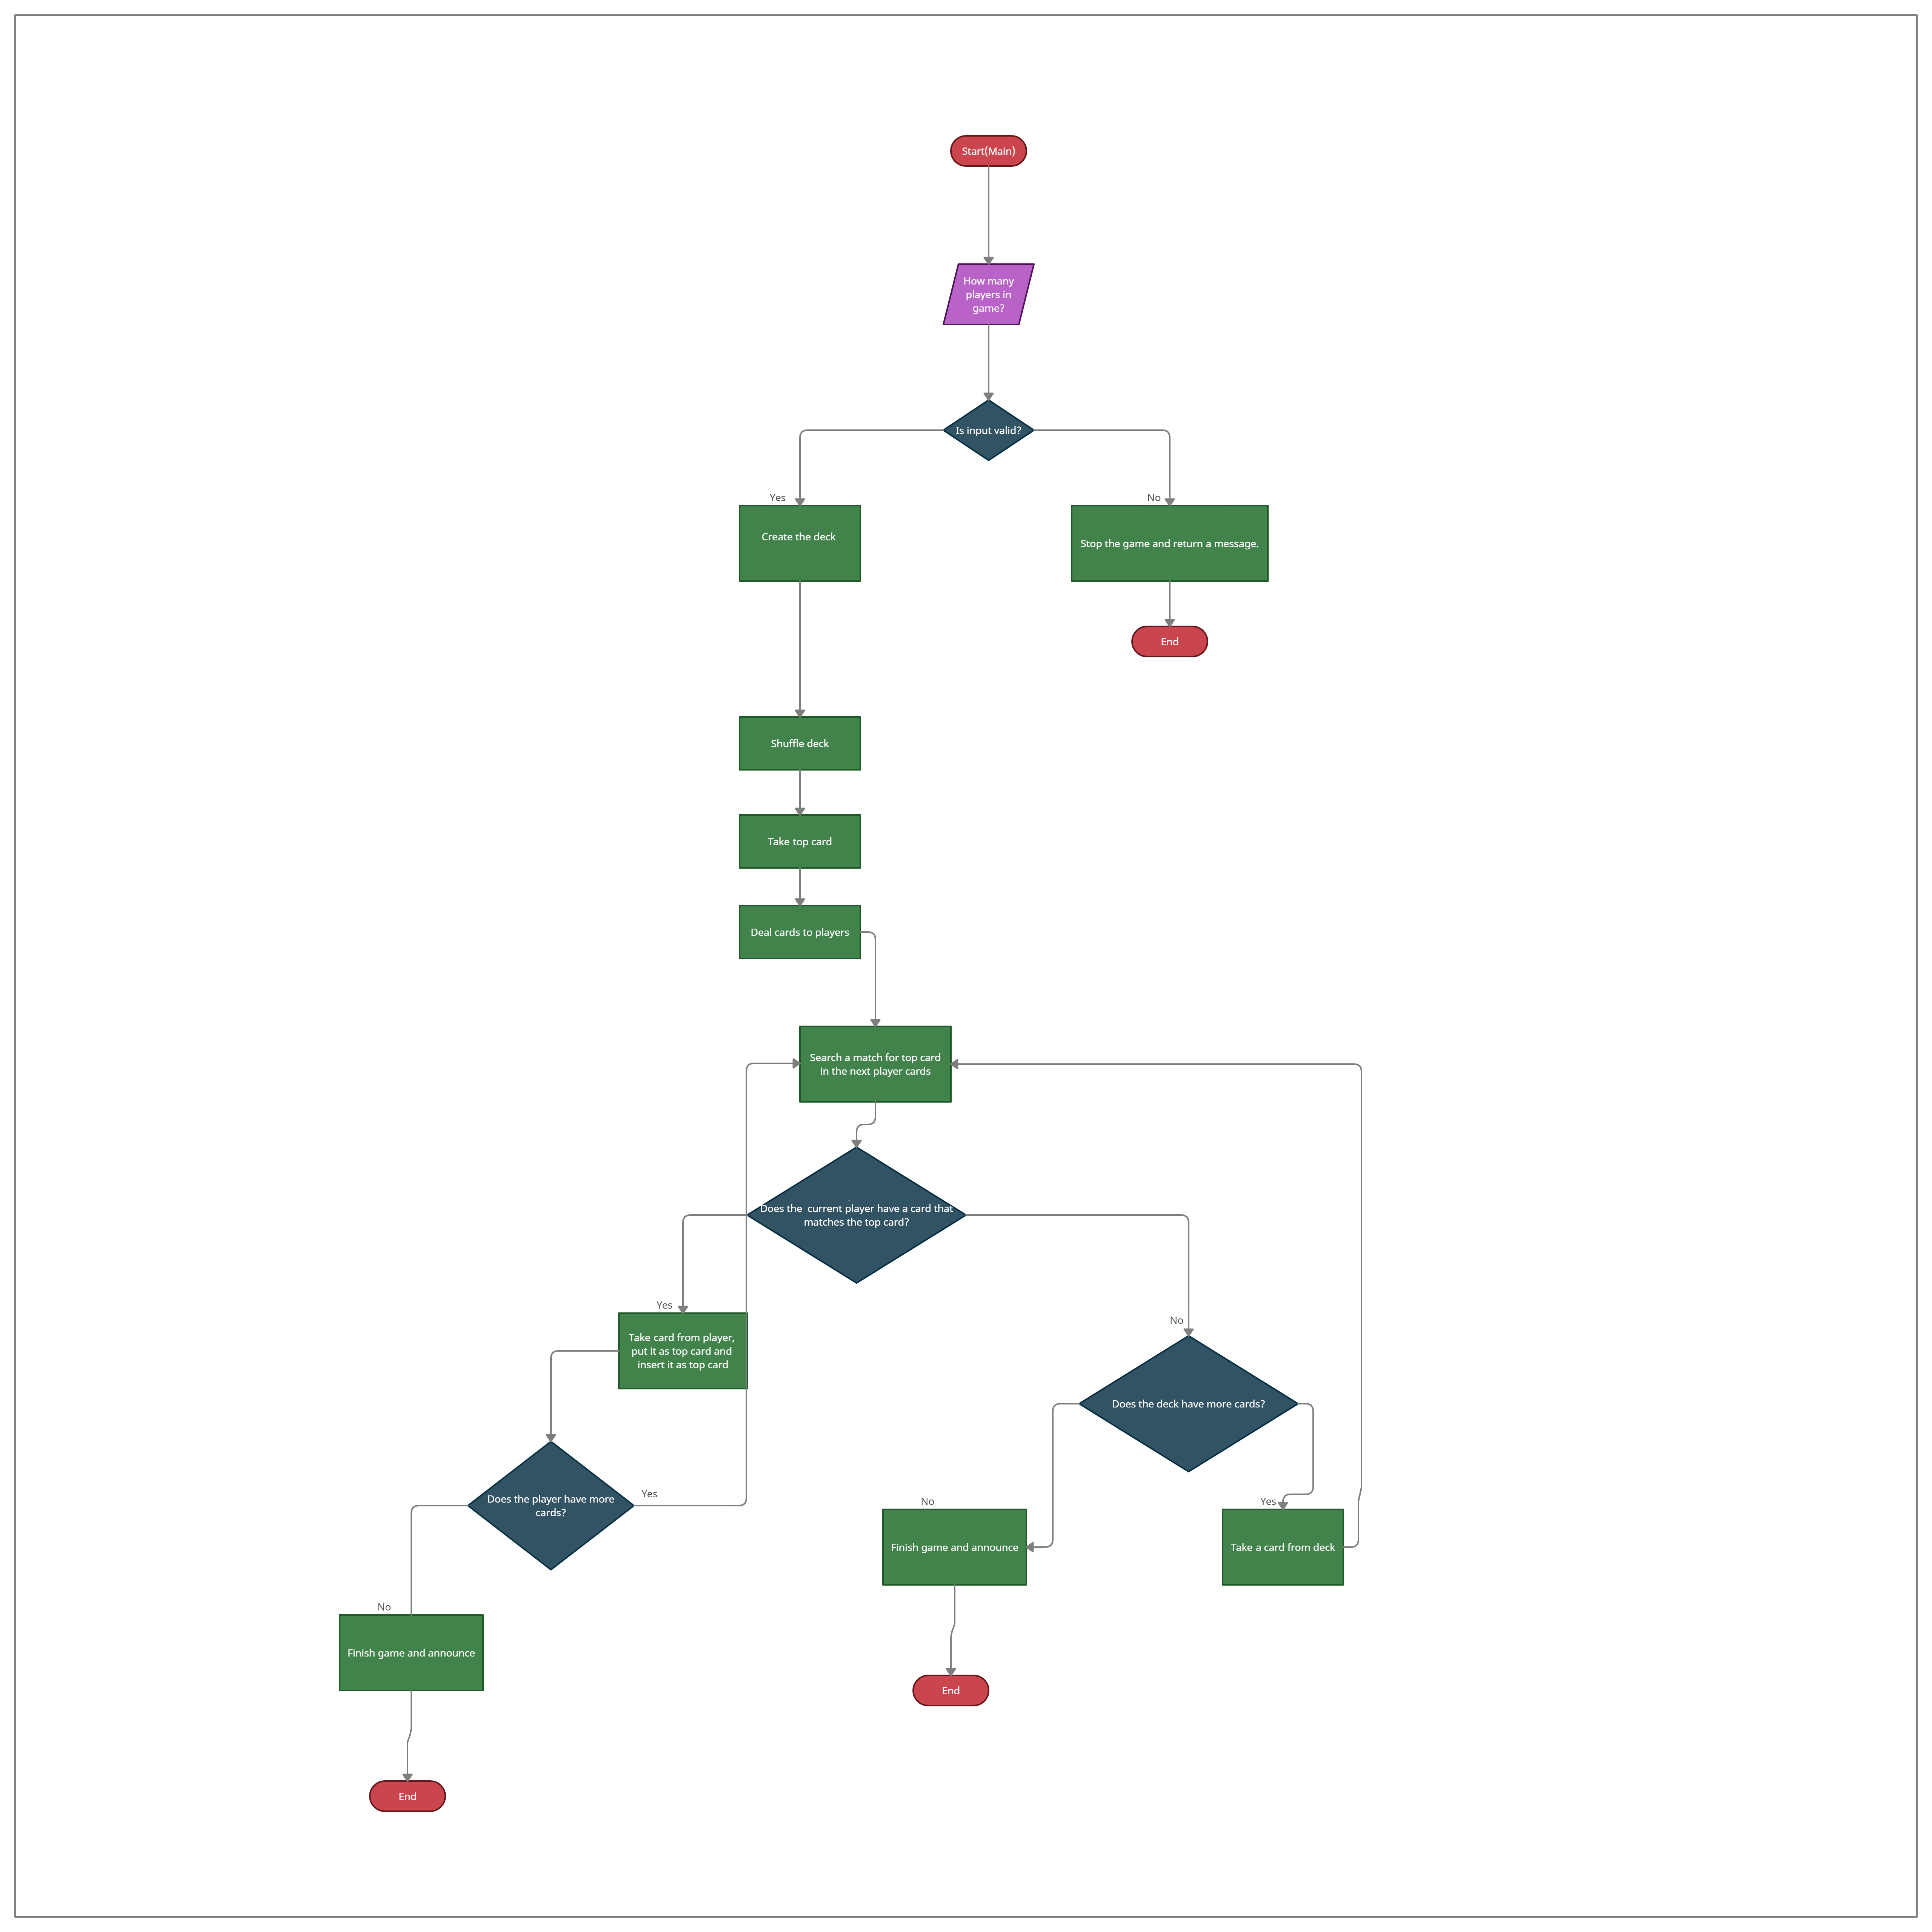 Start(Main)
How many
players in
game?
Is input valid?
Yes
No
Create the deck
Stop the game and return a message.
End
Shuffle deck
Take top card
Deal cards to players
Search a match for top card
in the next player cards
Does the  current player have a card that
matches the top card?
Yes
No
Take card from player,
put it as top card and
insert it as top card
Does the deck have more cards?
Does the player have more
cards?
Yes
No
Yes
Finish game and announce
Take a card from deck
No
Finish game and announce
End
End